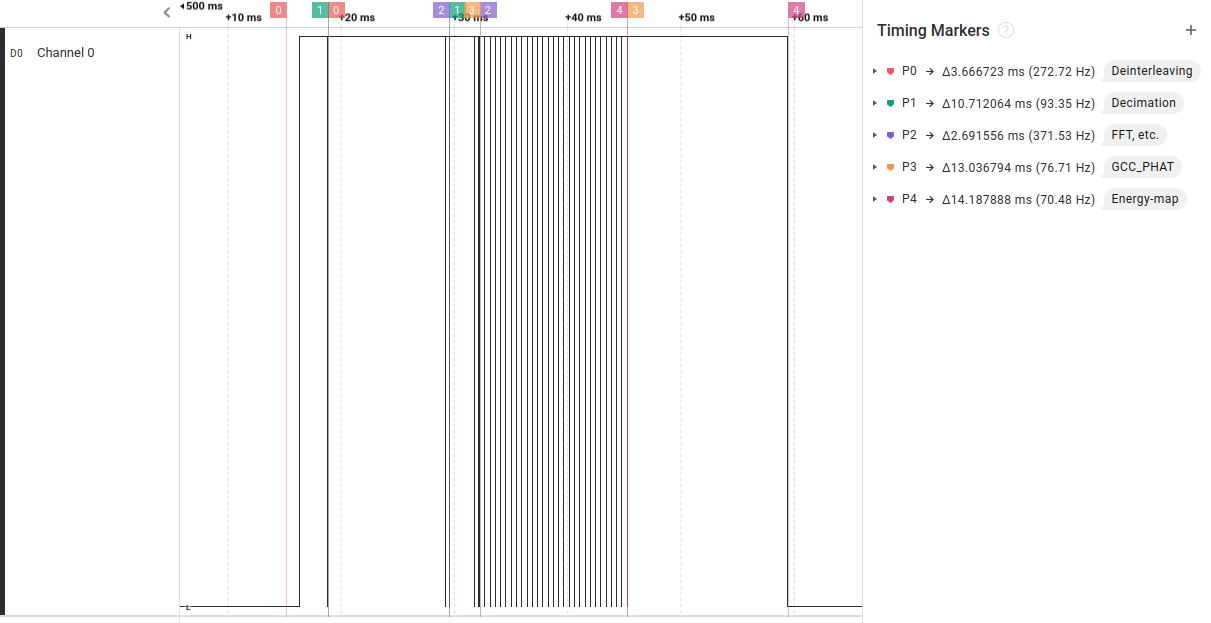 500 ms
+10 ms +20 ms +30 ms +40 ms +50 ms +60 ms
0 1 0 2 1 3 2 4 3 4
D0 Channel 0
H
L
Timing Markers ? +
P0 → Δ3.666723 ms (272.72 Hz) Deinterleaving
P1 → Δ10.712064 ms (93.35 Hz) Decimation
P2 → Δ2.691556 ms (371.53 Hz) FFT, etc.
P3 → Δ13.036794 ms (76.71 Hz) GCC_PHAT
P4 → Δ14.187888 ms (70.48 Hz) Energy-map